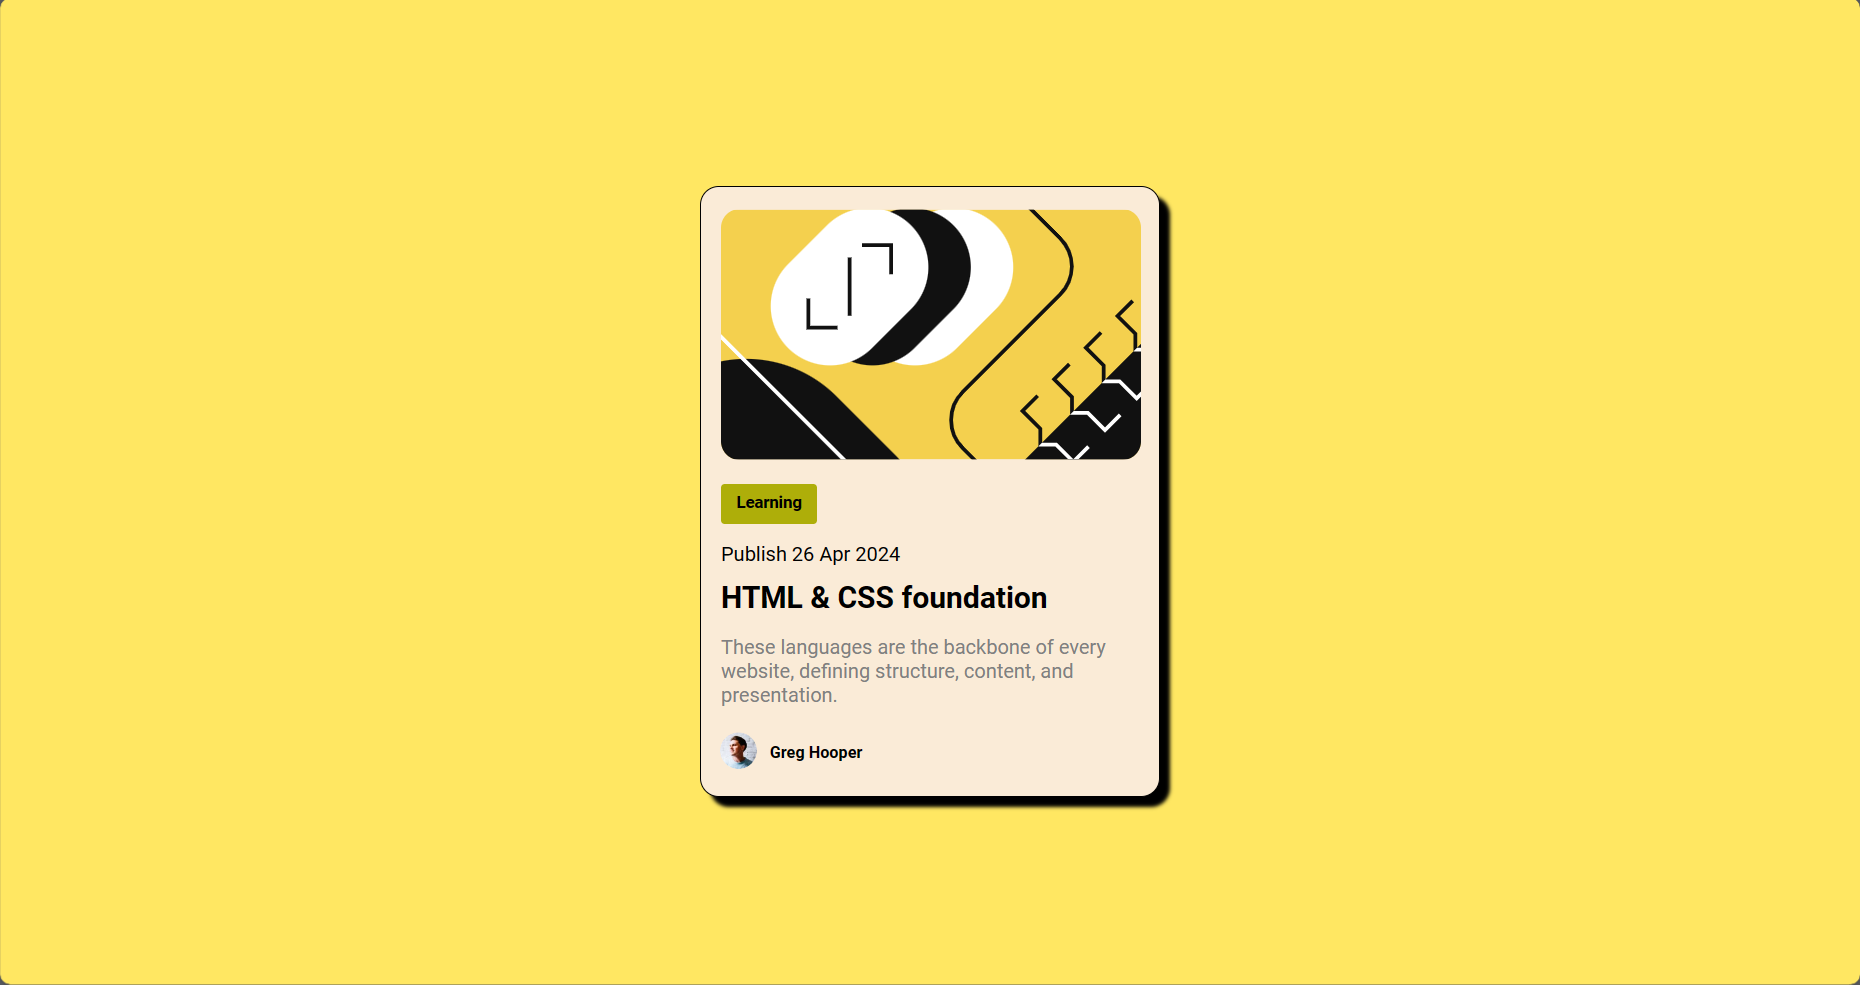 Learning
Publish 26 Apr 2024
HTML & CSS foundation
These languages are the backbone of every
website, defining structure, content, and
presentation.
Greg Hooper